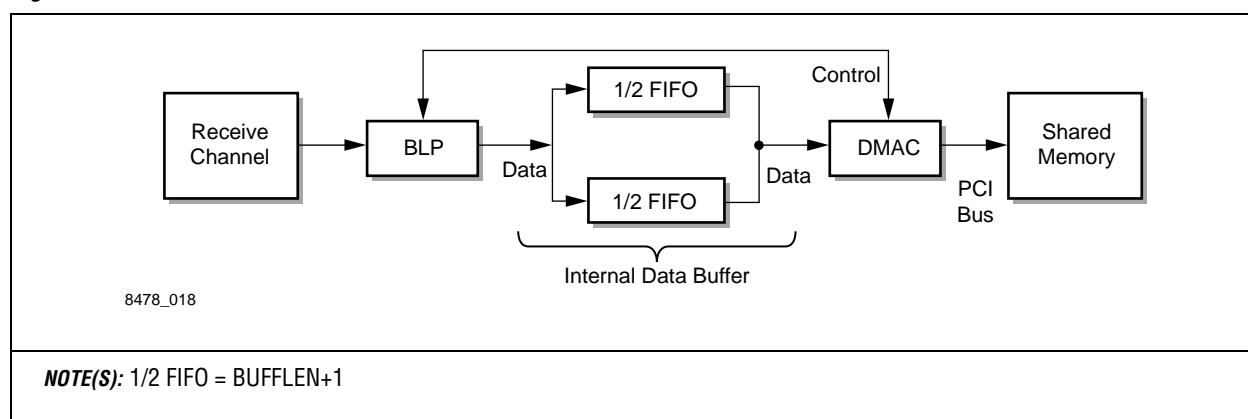 Control
1/2 FIFO
Receive
Channel
BLP
DMAC
Shared
Memory
Data
Data
1/2 FIFO
PCI
Bus
Internal Data Buffer
8478_018
NOTE(S): 1/2 FIFO = BUFFLEN+1